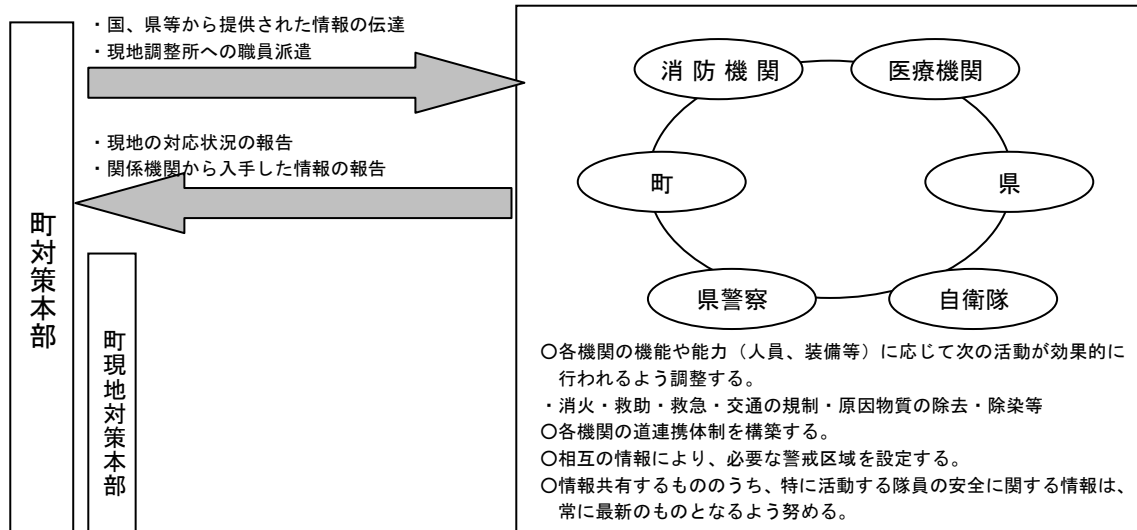 ・国、県等から提供された情報の伝達
・現地調整所への職員派遣
・現地の対応状況の報告
・関係機関から入手した情報の報告
町対策本部
町現地対策本部
消防機関
医療機関
町
県
県警察
自衛隊
○各機関の機能や能力（人員、装備等）に応じて次の活動が効果的に
行われるよう調整する。
・消火・救助・救急・交通の規制・原因物質の除去・除染等
○各機関の道連携体制を構築する。
○相互の情報により、必要な警戒区域を設定する。
○情報共有するもののうち、特に活動する隊員の安全に関する情報は、
常に最新のものとなるよう努める。